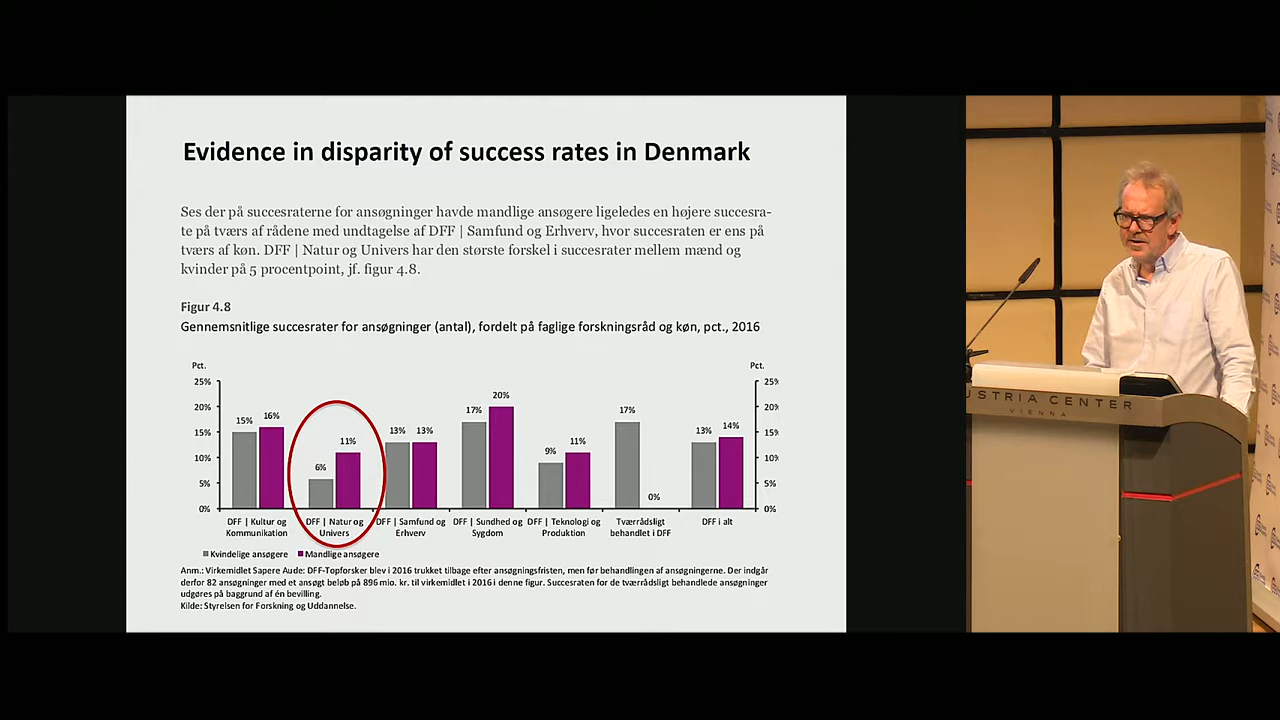 Evidence in disparity of success rates in Denmark
Ses der på succesraterne for ansøgninger havde mandlige ansøgere ligeledes en højere succesra-
te på tværs af rådene med undtagelse af DFF | Samfund og Erhverv, hvor succesraten er ens på
tværs af køn. DFF | Natur og Univers har den største forskel i succesrater mellem mænd og
kvinder på 5 procentpoint, jf. figur 4.8.
Figur 4.8
Gennemsnitlige succesrater for ansøgninger (antal), fordelt på faglige forskningsråd og køn, pct., 2016
Pct. Pct.
25% 25%
20% 20%
15% 15%
10% 10%
5% 5%
0% 0%
15% 16% 6% 11% 13% 13% 17% 20% 9% 11% 17% 0% 13% 14%
DFF | Kultur og
Kommunikation
DFF | Natur og
Univers
DFF | Samfund og
Erhverv
DFF | Sundhed og
Sygdom
DFF | Teknologi og
Produktion
Tværrådsligt
behandlet i DFF
DFF i alt
Kvindelige ansøgere Mandlige ansøgere
Anm.: Virkemidlet Sapere Aude: DFF-Topforsker blev i 2016 trukket tilbage efter ansøgningsfristen, men før behandlingen af ansøgningerne. Der indgår
derfor 82 ansøgninger med et ansøgt beløb på 896 mio. kr. til virkemidlet i 2016 i denne figur. Succesraten for de tværrådsligt behandlede ansøgninger
udgøres på baggrund af én bevilling.
Kilde: Styrelsen for Forskning og Uddannelse.
USTRIA CENTER
VIENNA